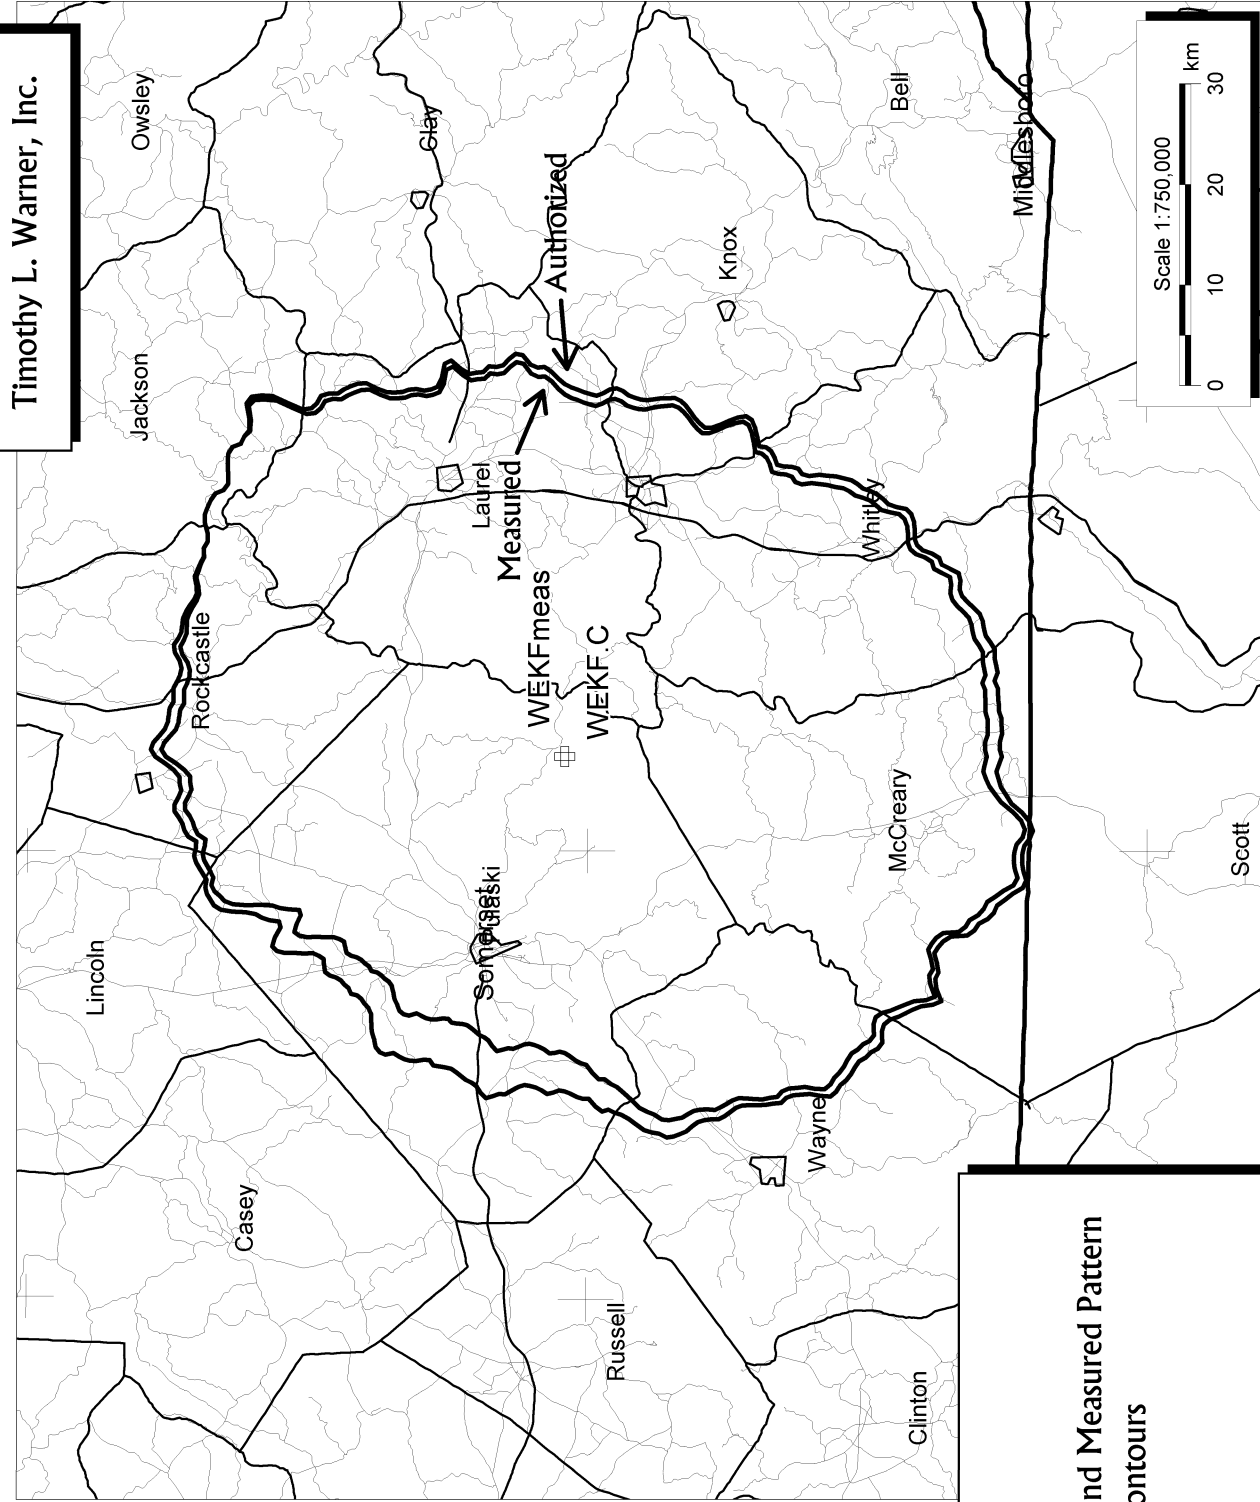 Timothy L. Warner, Inc.
Owsley
Clay
Bell
Middlesboro
Jackson
Authorized
Knox
Laurel
Measured
Whitley
Rockcastle
WEKFmeas
WEKF.C
McCreary
Scott
Lincoln
Somerset
Pulaski
Wayne
Casey
Russell
Clinton
Scale 1:750,000
0 10 20 30 km
nd Measured Pattern
ontours